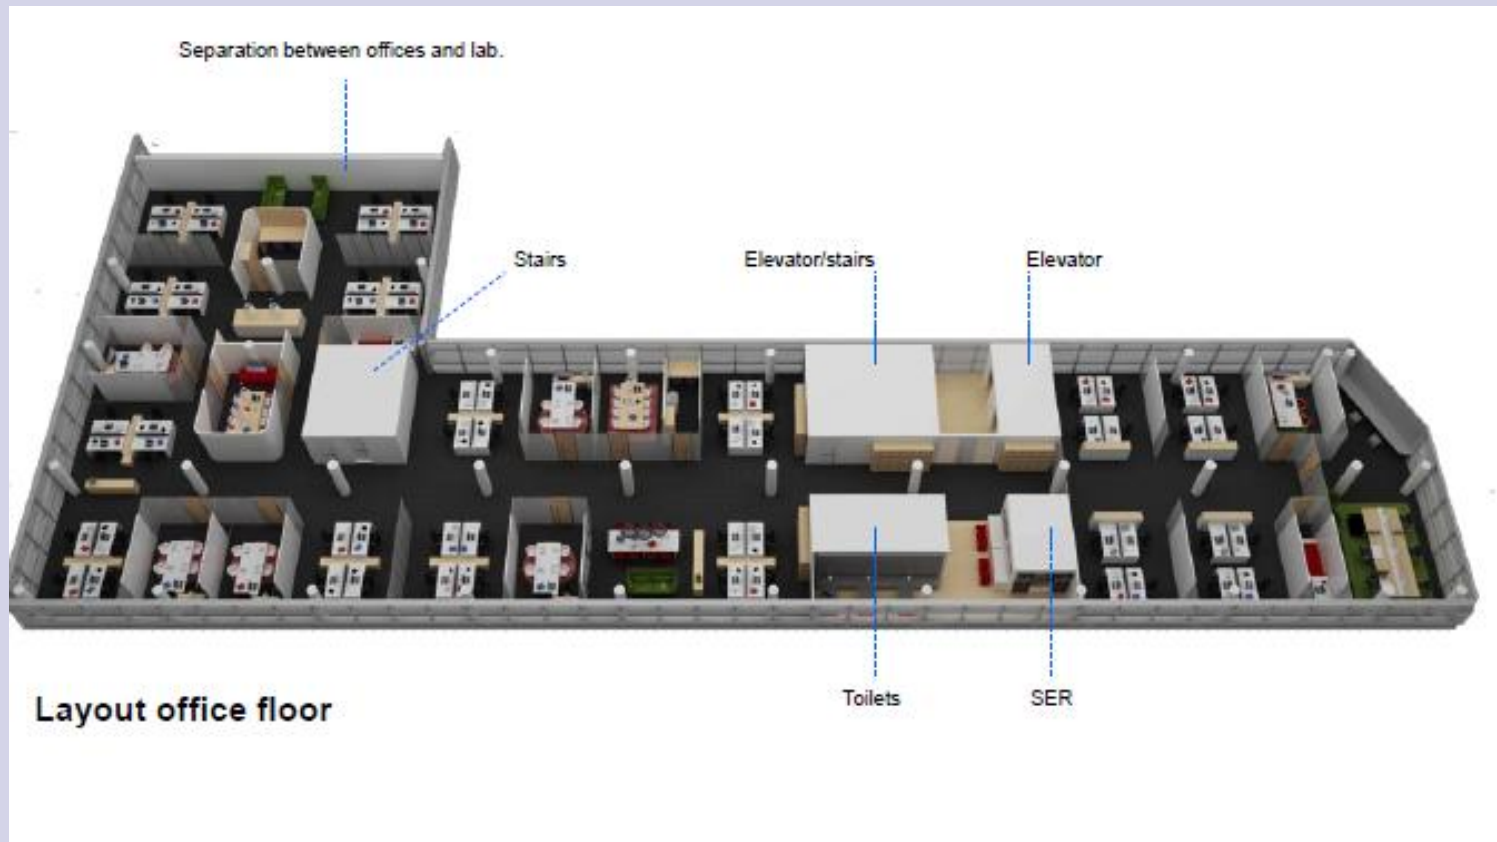 Separation between offices and lab.
Stairs
Elevator/stairs
Elevator
Toilets
SER
Layout office floor